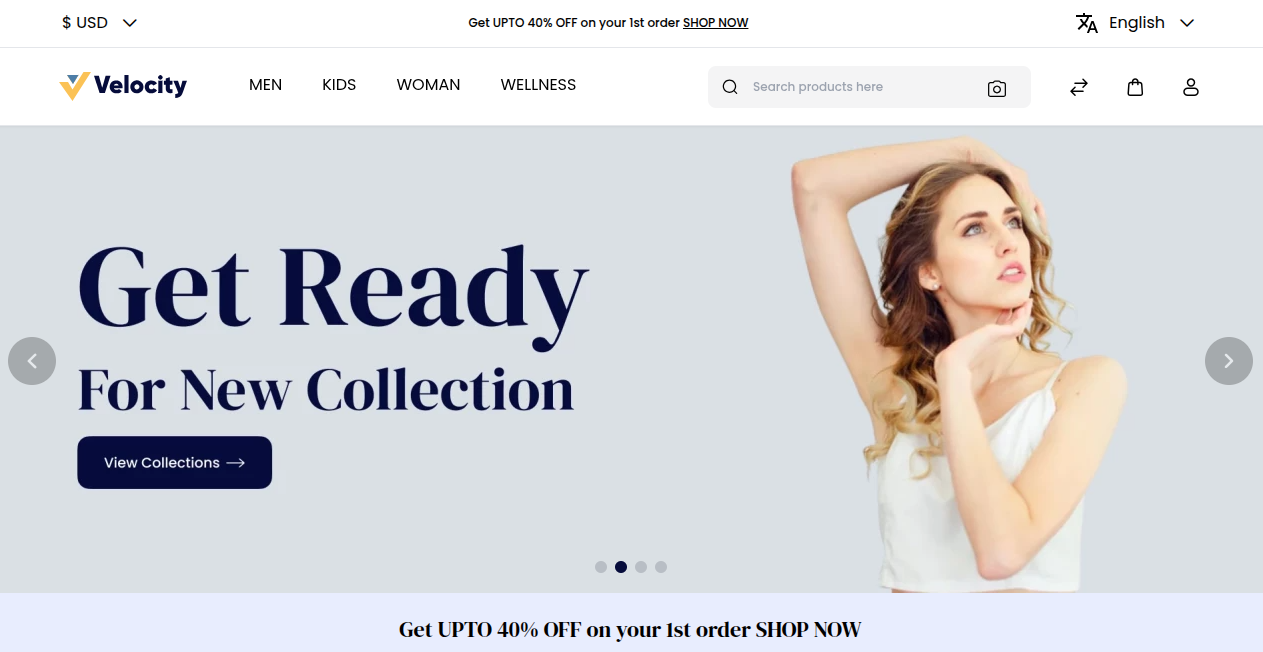 $ USD
Get UPTO 40% OFF on your 1st order SHOP NOW
English
Velocity
MEN
KIDS
WOMAN
WELLNESS
Search products here
Get Ready
For New Collection
View Collections
Get UPTO 40% OFF on your 1st order SHOP NOW